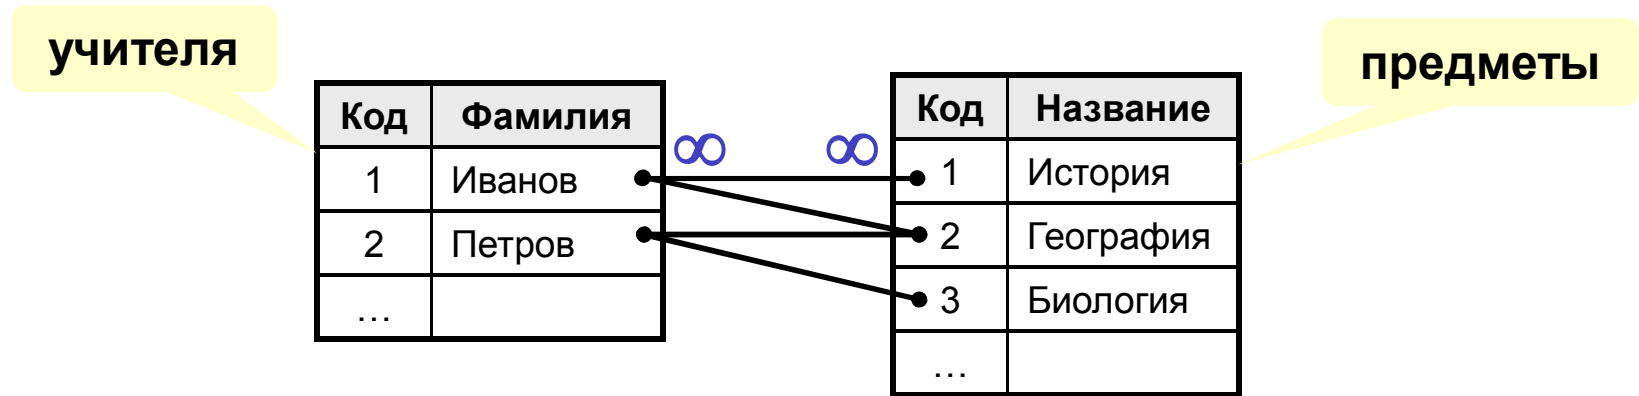 учителя
предметы
Код Фамилия
1 Иванов
2 Петров
…
∞ ∞
Код Название
1 История
2 География
3 Биология
…